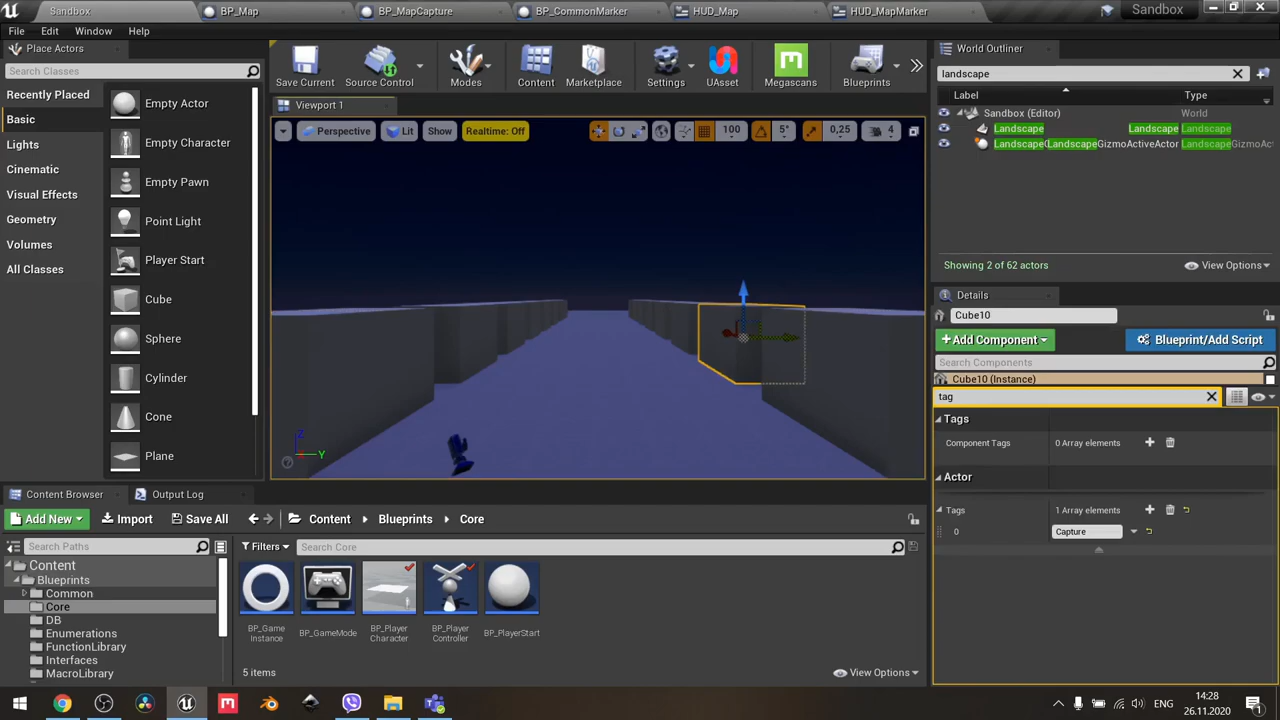 Sandbox
BP_Map
BP_MapCapture
BP_CommonMarker
HUD_Map
HUD_MapMarker
Sandbox
File
Edit
Window
Help
Place Actors
Search Classes
Recently Placed
Basic
Lights
Cinematic
Visual Effects
Geometry
Volumes
All Classes
Empty Actor
Empty Character
Empty Pawn
Point Light
Player Start
Cube
Sphere
Cylinder
Cone
Plane
Save Current
Source Control
Modes
Content
Marketplace
Settings
UAsset
Megascans
Blueprints
Viewport 1
Perspective
Lit
Show
Realtime: Off
100
5°
0,25
4
Z
Y
World Outliner
landscape
Label
Type
Sandbox (Editor)
World
Landscape
Landscape
Landscape
Landscape(
LandscapeGizmoActiveActor
LandscapeGizmoAct
Showing 2 of 62 actors
View Options
Details
Cube10
Add Component
Blueprint/Add Script
Search Components
Cube10 (Instance)
tag
Tags
Component Tags
0 Array elements
Actor
Tags
1 Array elements
0
Capture
Content Browser
Output Log
Add New
Import
Save All
Content
Blueprints
Core
Search Paths
Filters
Search Core
Content
Blueprints
Common
Core
DB
Enumerations
FunctionLibrary
Interfaces
MacroLibrary
BP_Game
Instance
BP_GameMode
BP_Player
Character
BP_Player
Controller
BP_PlayerStart
5 items
View Options
ENG
14:28
26.11.2020